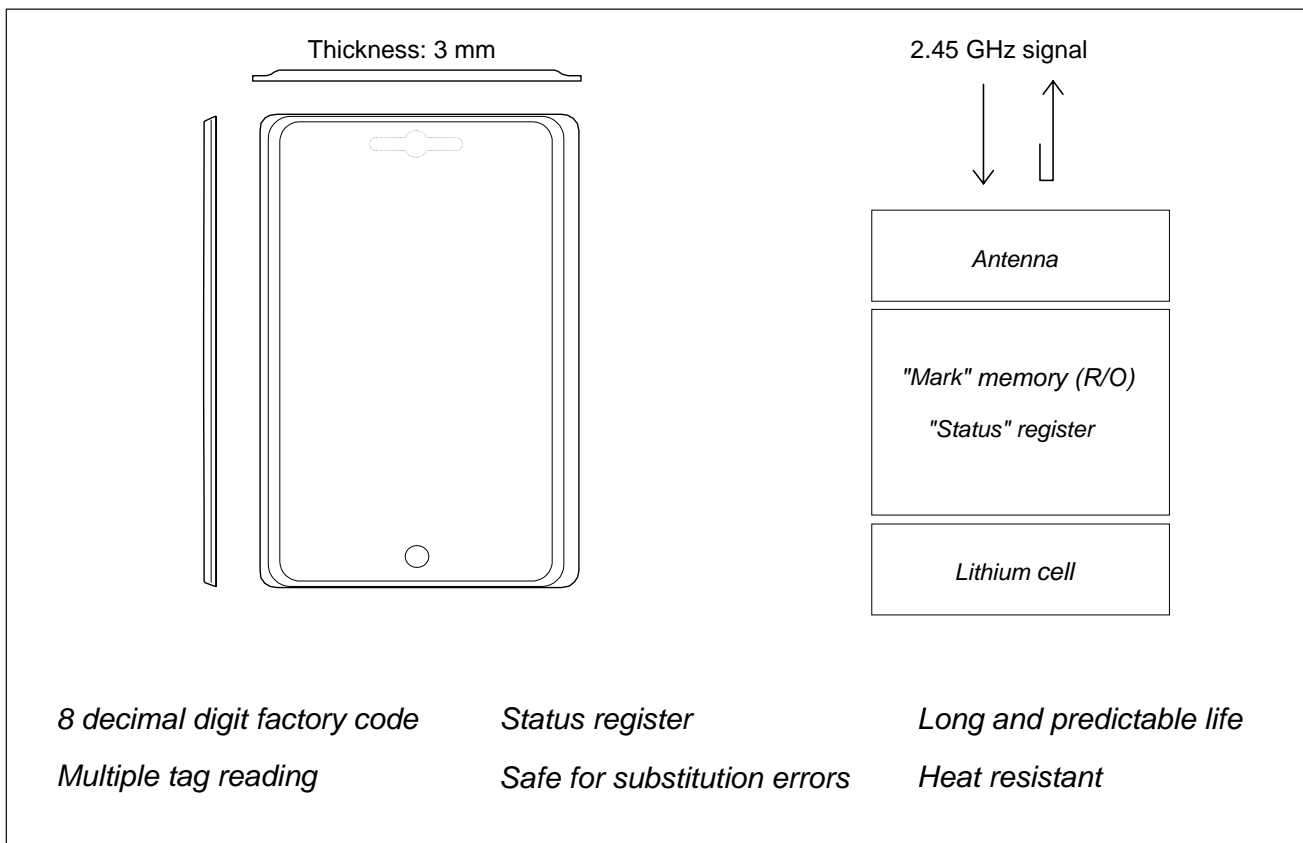 Thickness: 3 mm
2.45 GHz signal
Antenna
"Mark" memory (R/O)
"Status" register
Lithium cell
8 decimal digit factory code
Status register
Long and predictable life
Multiple tag reading
Safe for substitution errors
Heat resistant